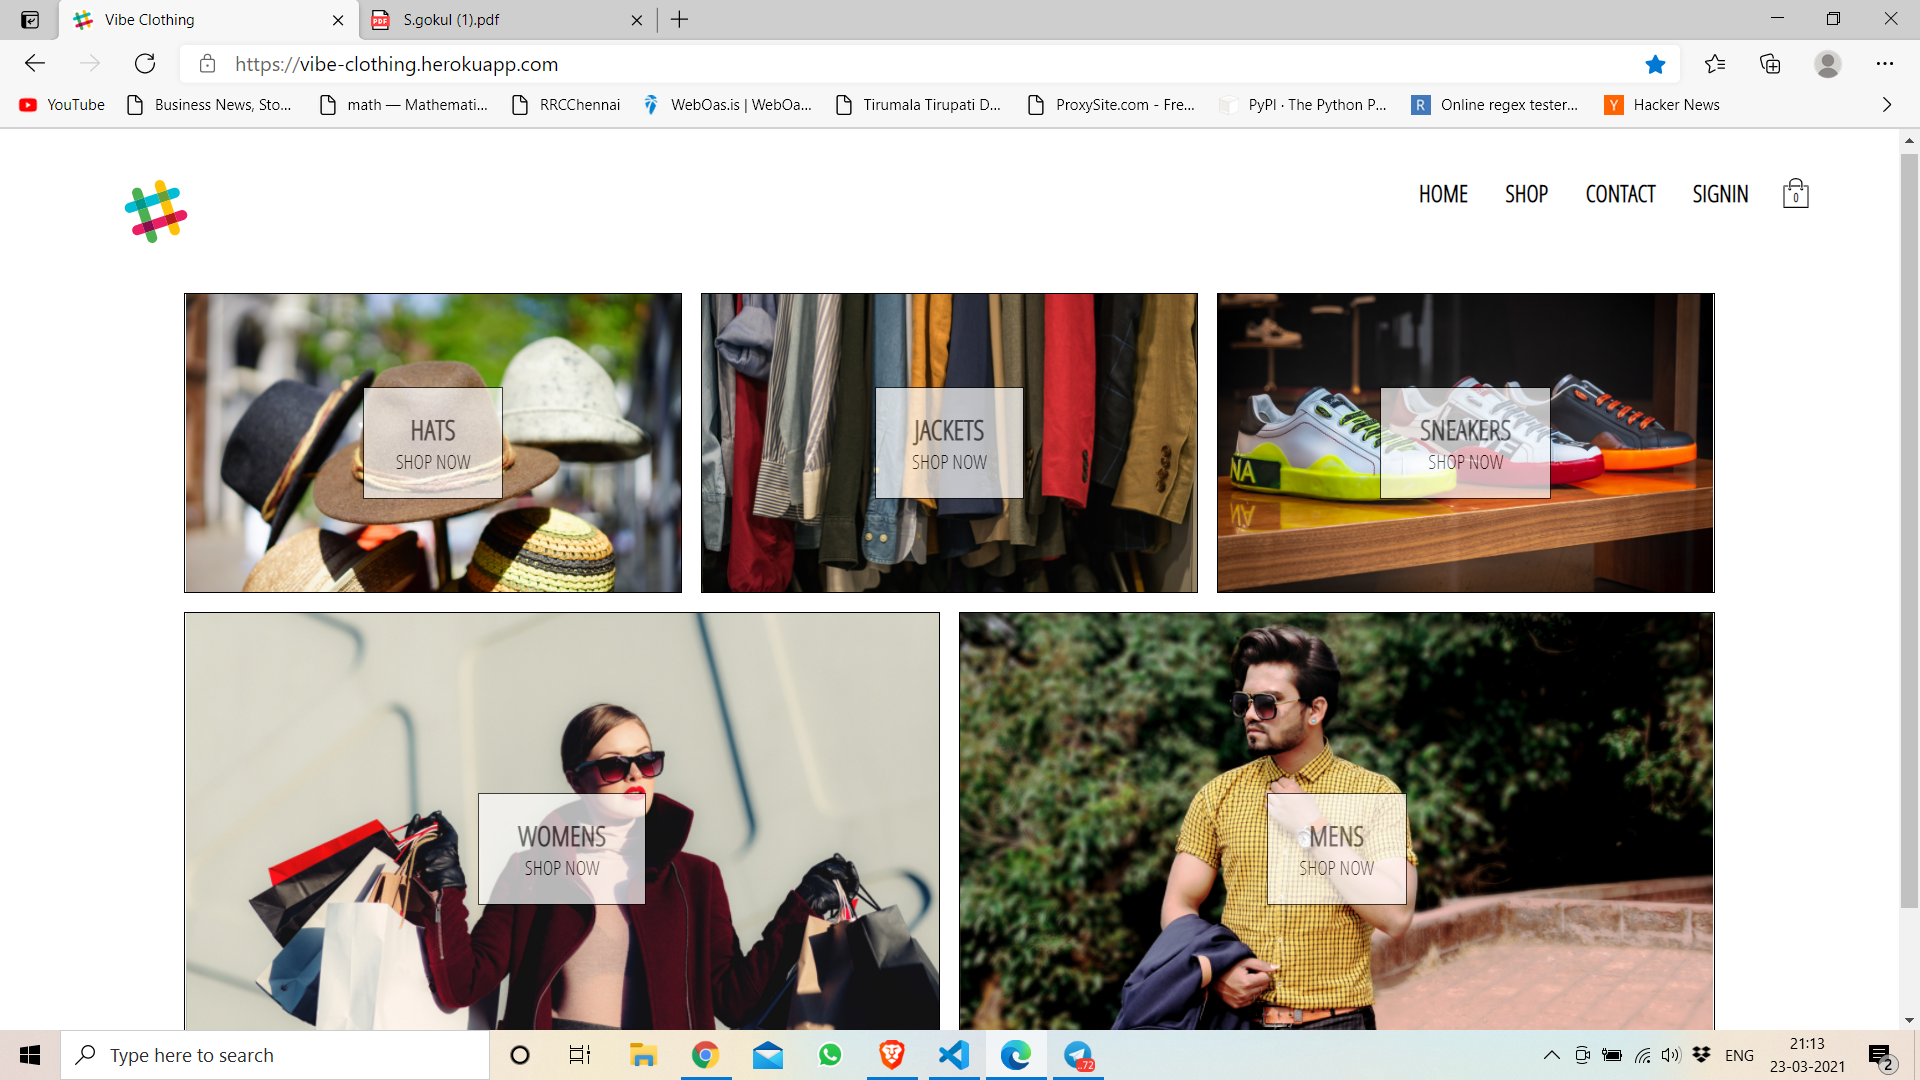 Vibe Clothing
S.gokul (1).pdf
https://vibe-clothing.herokuapp.com
YouTube
Business News, Sto...
math — Mathemati...
RRCChennai
WebOas.is | WebOa...
Tirumala Tirupati D...
ProxySite.com - Fre...
PyPI · The Python P...
Online regex tester...
Hacker News
HOME
SHOP
CONTACT
SIGNIN
0
HATS
SHOP NOW
JACKETS
SHOP NOW
SNEAKERS
SHOP NOW
NA
WOMENS
SHOP NOW
MENS
SHOP NOW
Type here to search
..72
ENG
21:13
23-03-2021
2